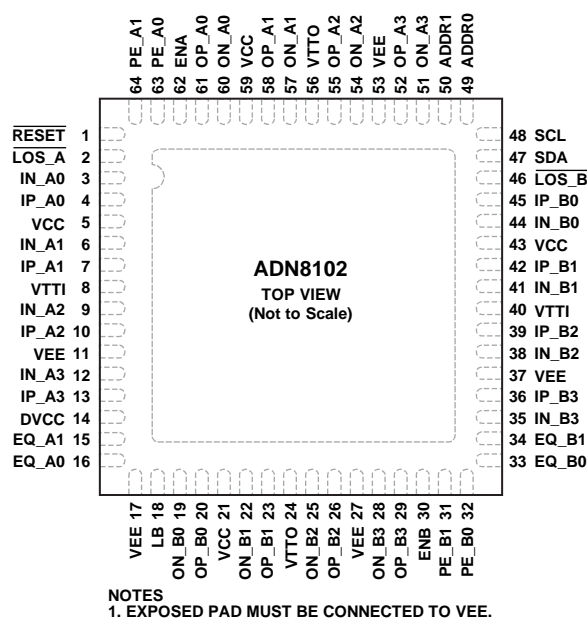 64 PE_A1
63 PE_A0
62 ENA
61 OP_A0
60 ON_A0
59 VCC
58 OP_A1
57 ON_A1
56 VTTO
55 OP_A2
54 ON_A2
53 VEE
52 OP_A3
51 ON_A3
50 ADDR1
49 ADDR0
RESET 1
LOS_A 2
IN_A0 3
IP_A0 4
VCC 5
IN_A1 6
IP_A1 7
VTTI 8
IN_A2 9
IP_A2 10
VEE 11
IN_A3 12
IP_A3 13
DVCC 14
EQ_A1 15
EQ_A0 16
ADN8102
TOP VIEW
(Not to Scale)
48 SCL
47 SDA
46 LOS_B
45 IP_B0
44 IN_B0
43 VCC
42 IP_B1
41 IN_B1
40 VTTI
39 IP_B2
38 IN_B2
37 VEE
36 IP_B3
35 IN_B3
34 EQ_B1
33 EQ_B0
VEE 17
LB 18
ON_B0 19
OP_B0 20
VCC 21
ON_B1 22
OP_B1 23
VTTO 24
ON_B2 25
OP_B2 26
VEE 27
ON_B3 28
OP_B3 29
ENB 30
PE_B1 31
PE_B0 32
NOTES
1. EXPOSED PAD MUST BE CONNECTED TO VEE.